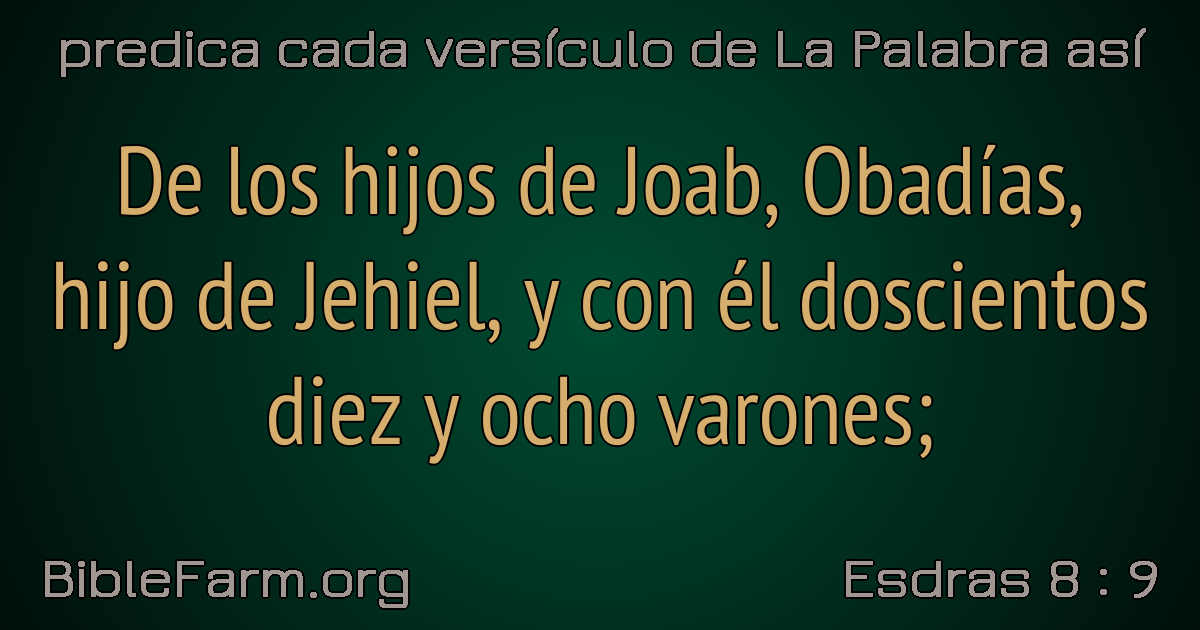 predica cada versículo de La Palabra así
De los hijos de Joab, Obadías,
hijo de Jehiel, y con él doscientos
diez y ocho varones;
BibleFarm.org
Esdras 8 : 9